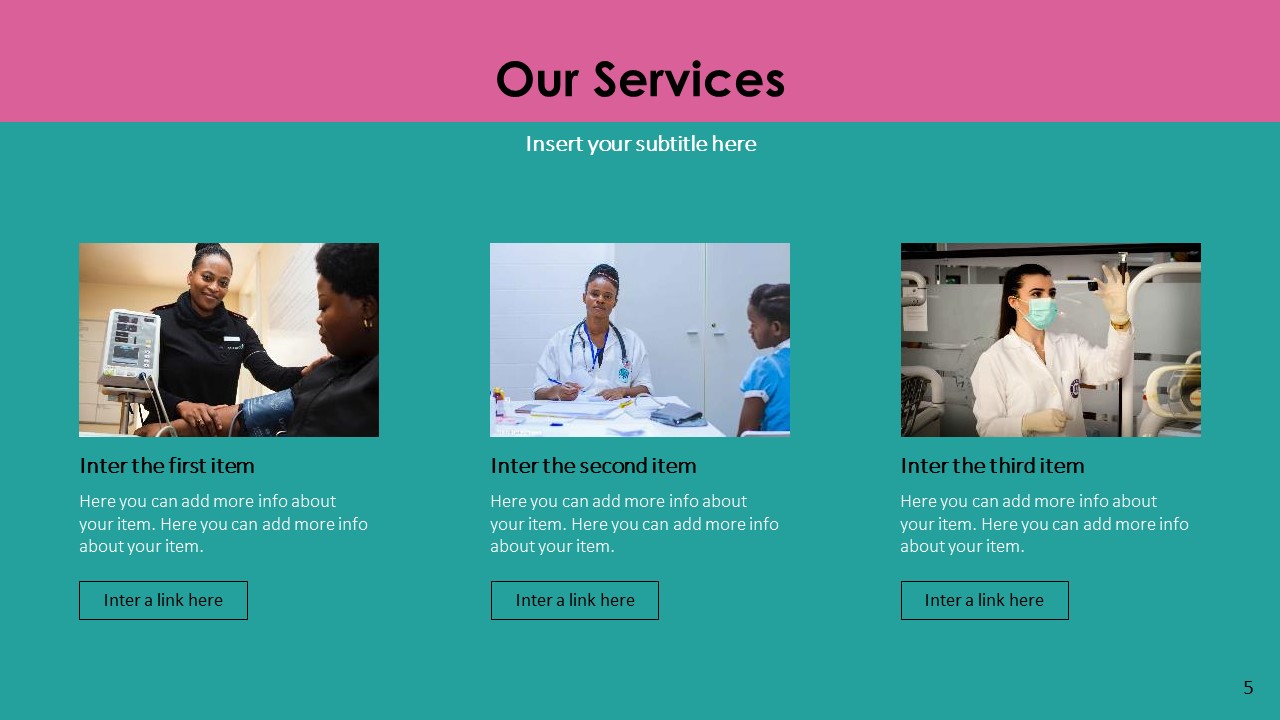 Our Services
Insert your subtitle here
Inter the first item
Here you can add more info about
your item. Here you can add more info
about your item.
Inter a link here
Inter the second item
Here you can add more info about
your item. Here you can add more info
about your item.
Inter a link here
Inter the third item
Here you can add more info about
your item. Here you can add more info
about your item.
Inter a link here
5